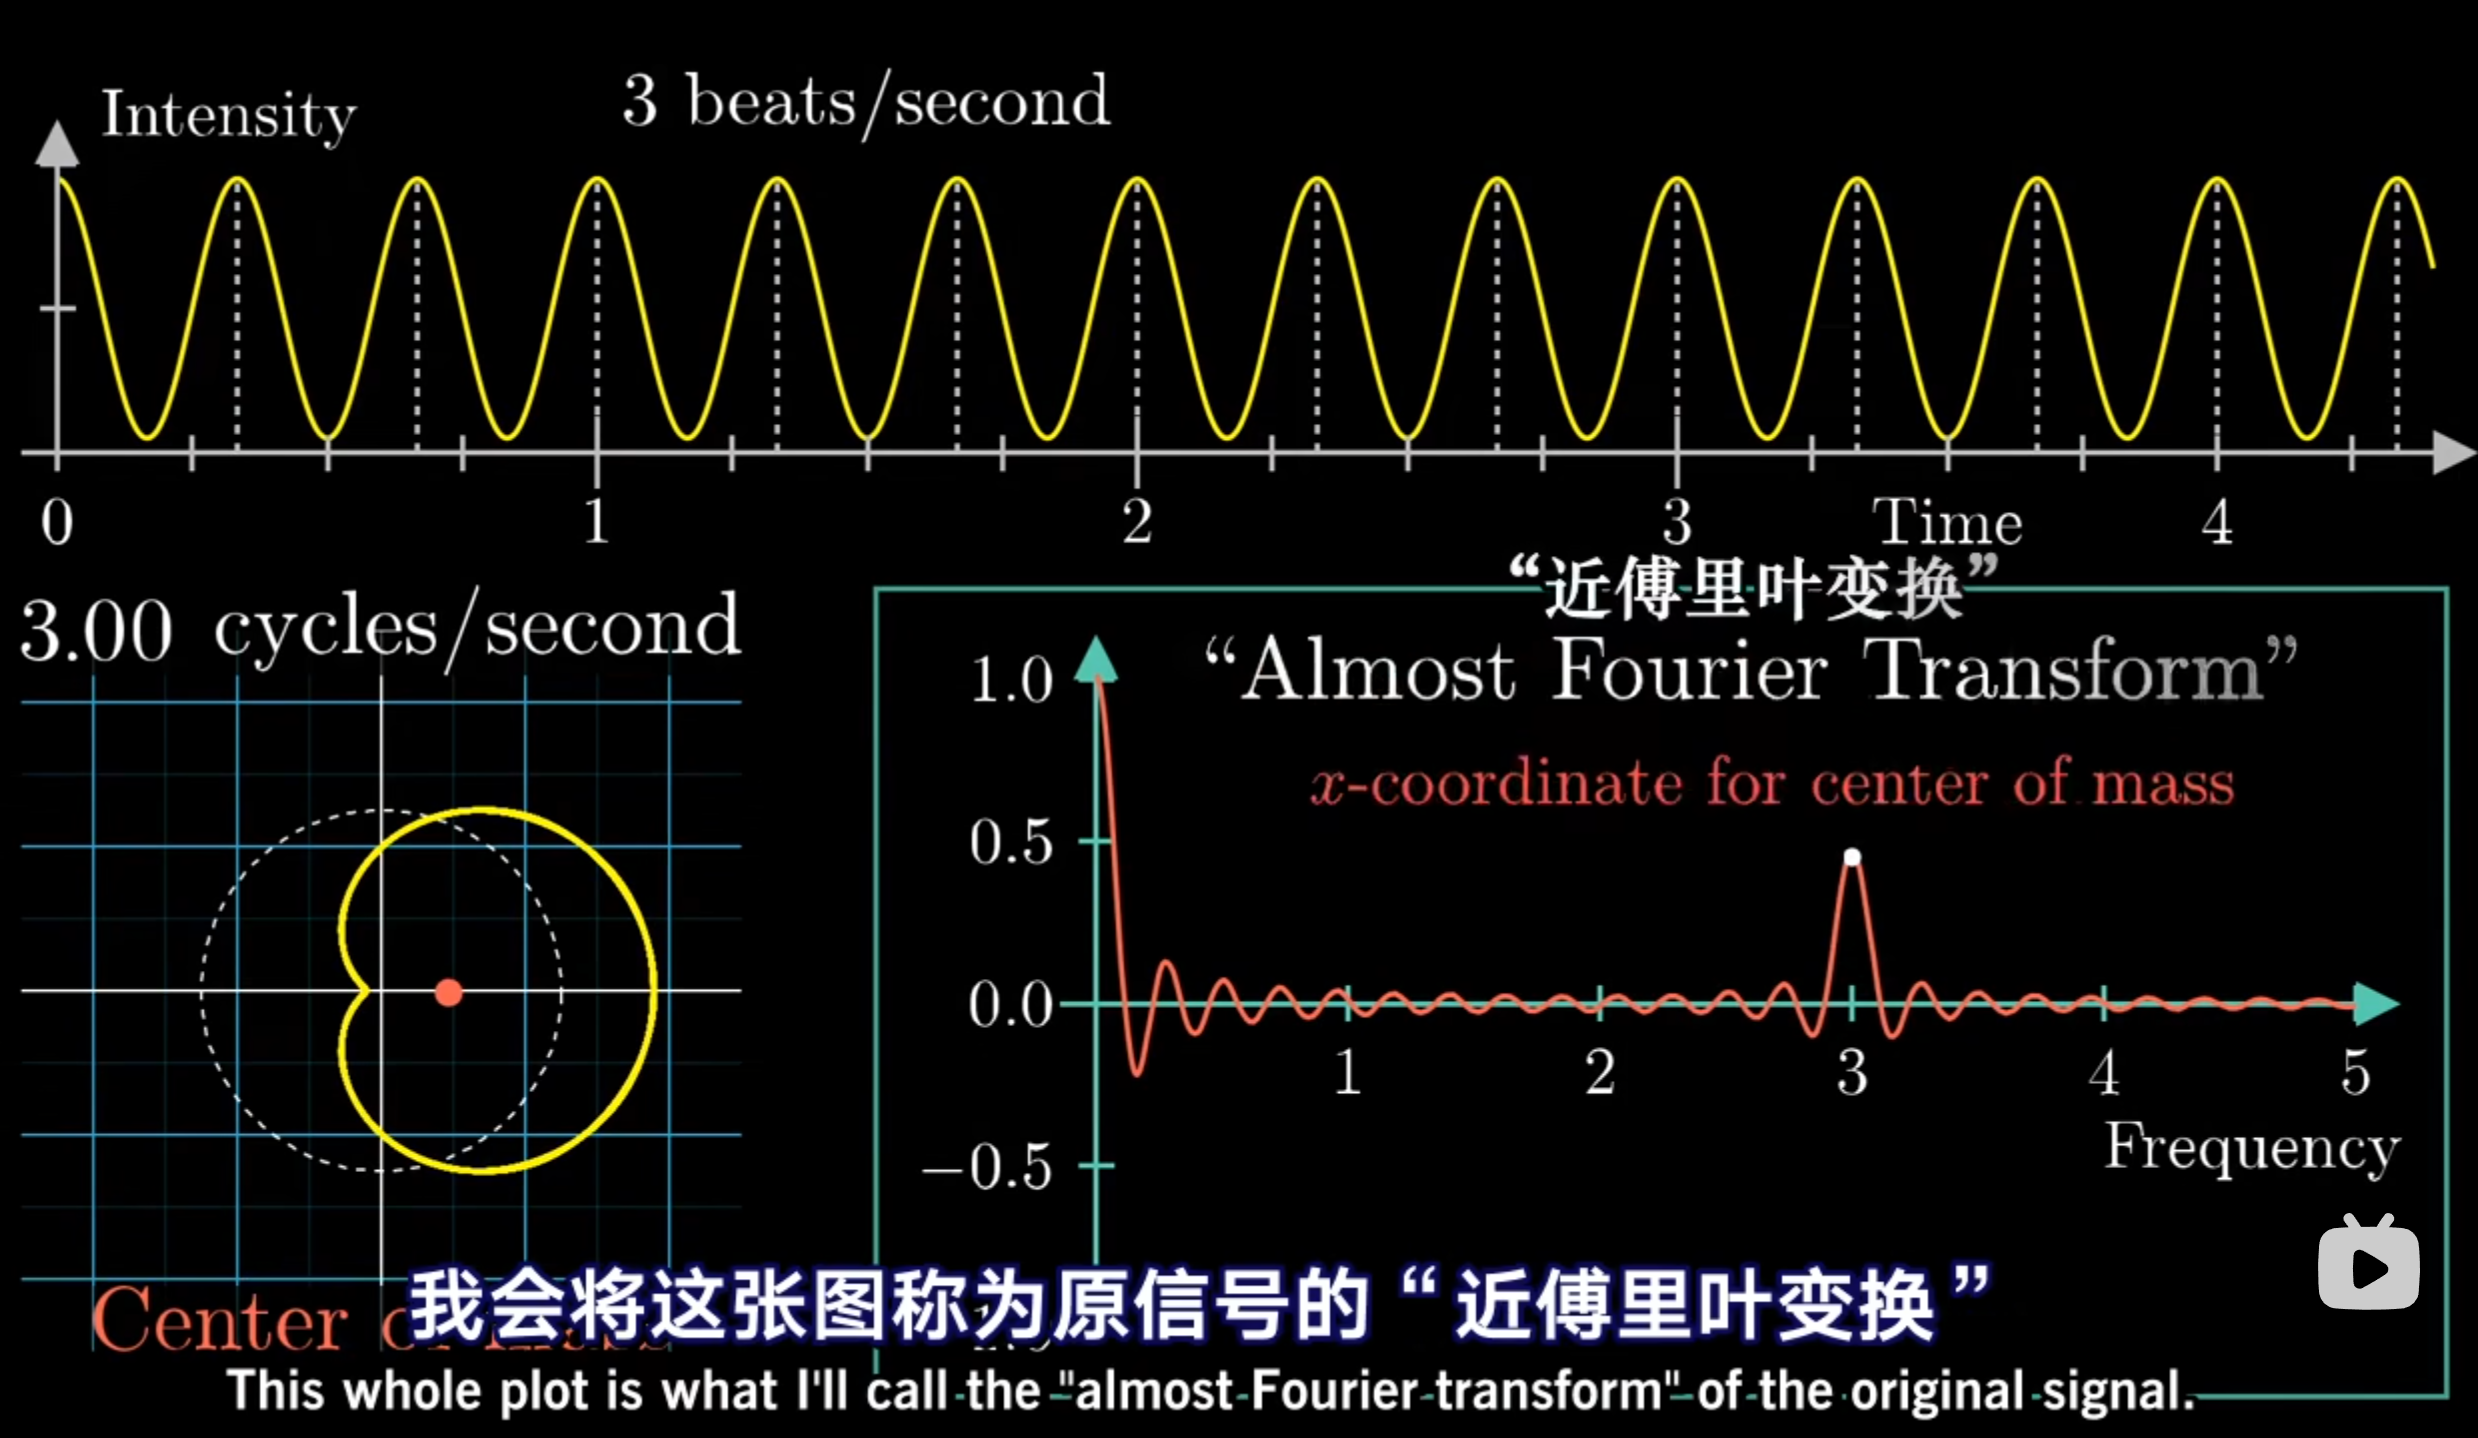 Intensity
3 beats/second
0 1 2 3 Time 4
“近傅里叶变换”
3.00 cycles/second
“Almost Fourier Transform”
x-coordinate for center of mass
1.0
0.5
0.0
−0.5
1 2 3 4 5
Frequency
Center
我会将这张图称为原信号的“近傅里叶变换”
This whole plot is what I'll call the "almost Fourier transform" of the original signal.